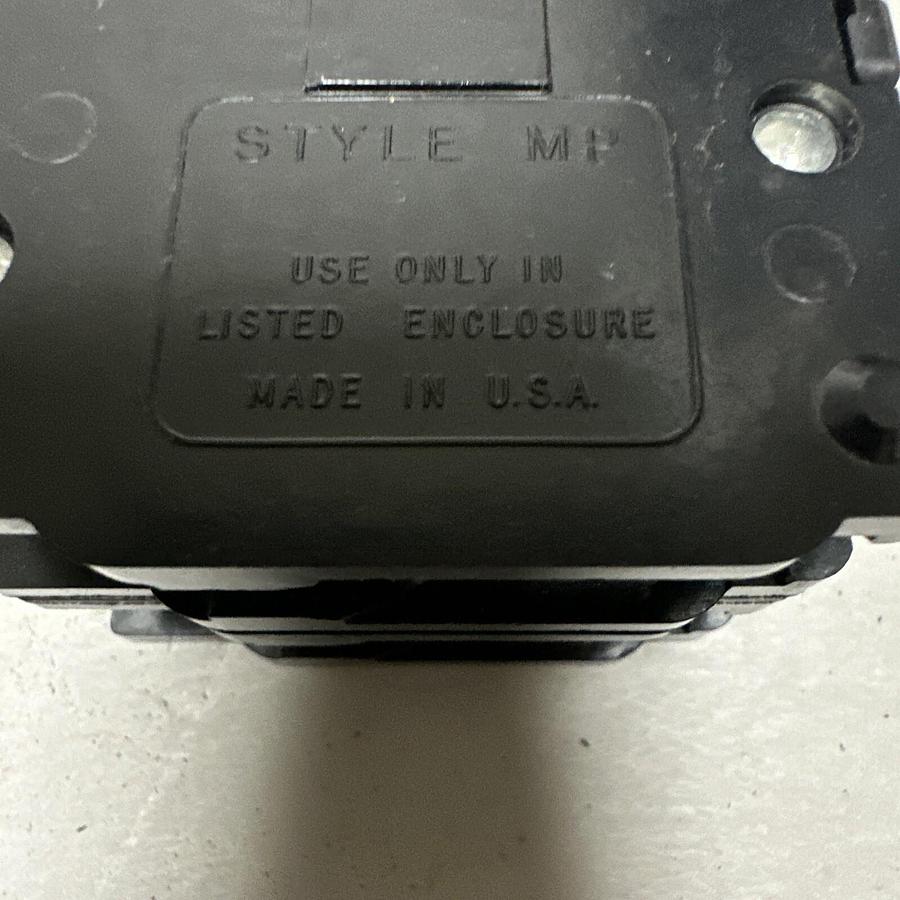 STYLE MP
USE ONLY IN
LISTED ENCLOSURE
MADE IN U.S.A.